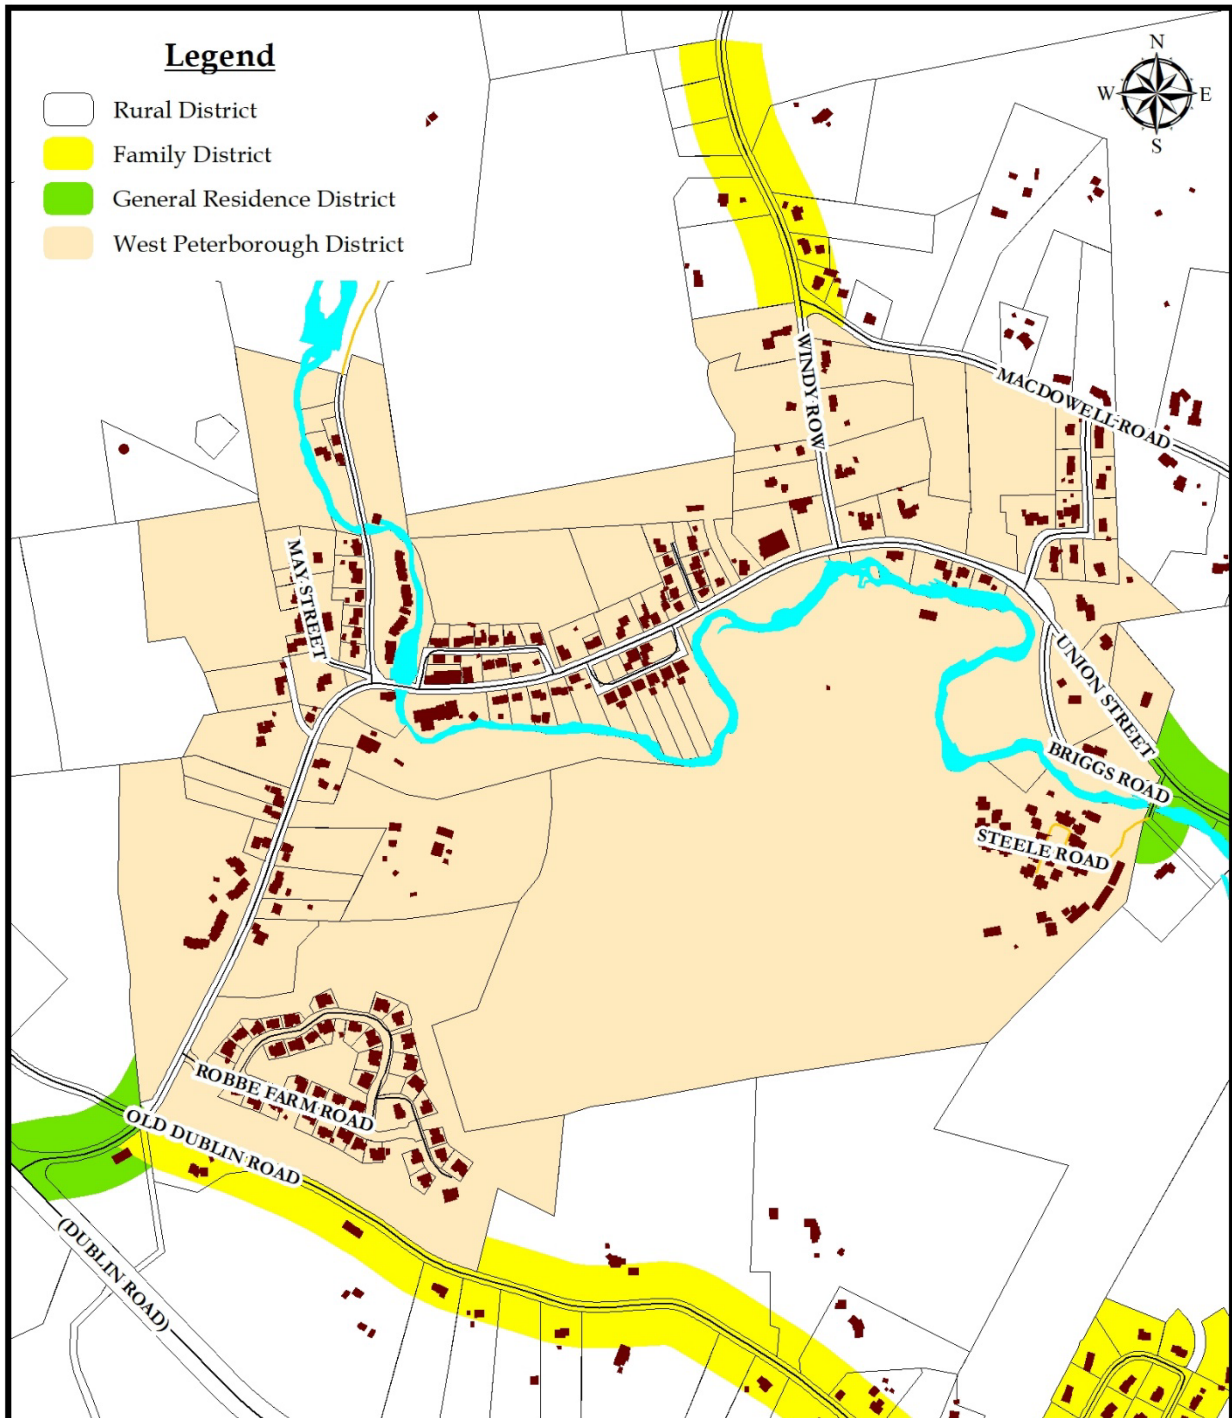 Legend
Rural District
Family District
General Residence District
West Peterborough District
N
W
E
S
WINDY ROW
MACDOWELL ROAD
MAY STREET
UNION STREET
BRIGGS ROAD
STEELE ROAD
ROBBE FARM ROAD
OLD DUBLIN ROAD
(DUBLIN ROAD)